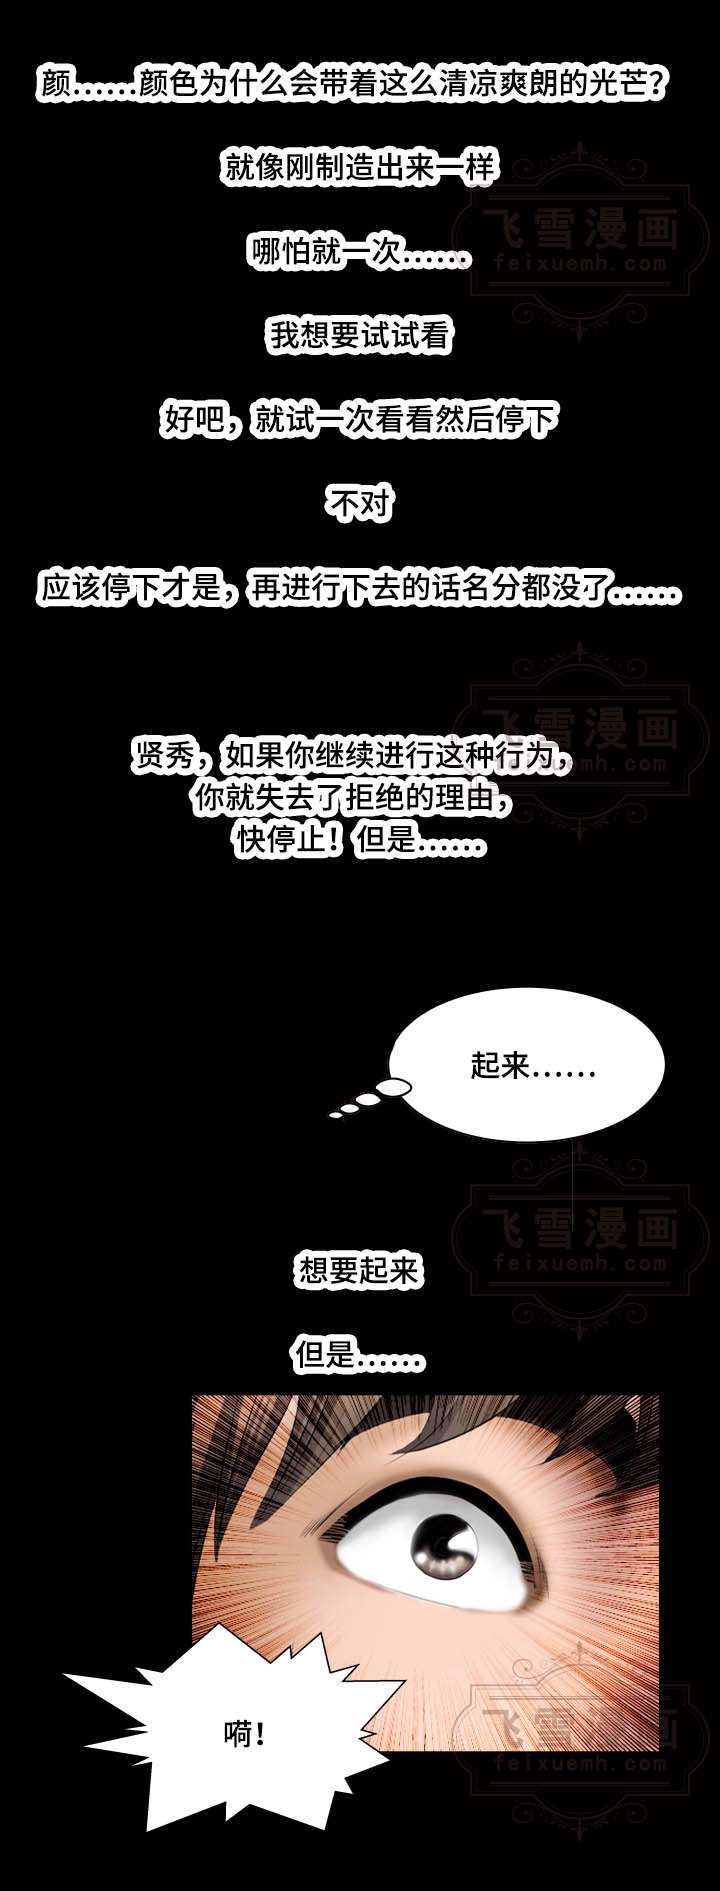 颜……颜色为什么会带着这么清凉爽朗的光芒？
就像刚制造出来一样
飞雪漫画
feixuemh.com
哪怕就一次……
我想要试试看
好吧，就试一次看看然后停下
不对
应该停下才是，再进行下去的话名分都没了……
飞雪漫画
feixuemh.com
贤秀，如果你继续进行这种行为，
你就失去了拒绝的理由，
快停止！但是……
起来……
飞雪漫画
feixuemh.com
想要起来
但是……
嗬！
飞雪漫画
feixuemh.com